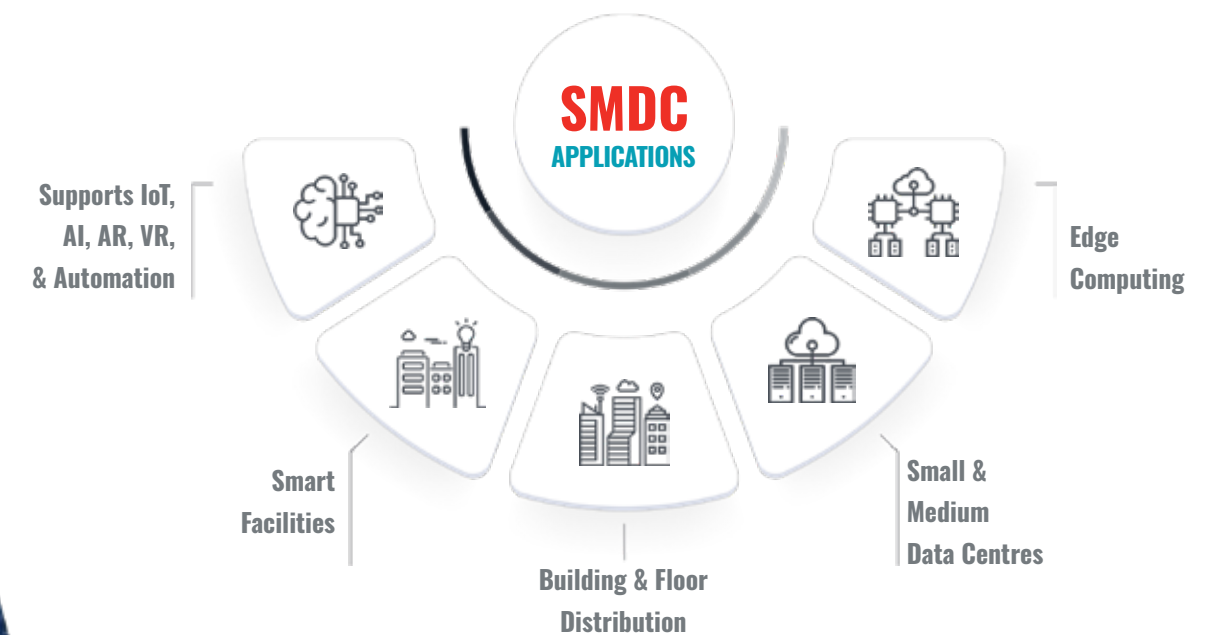 SMDC
APPLICATIONS
Supports IoT,
AI, AR, VR,
& Automation
Smart
Facilities
Building & Floor
Distribution
Small &
Medium
Data Centres
Edge
Computing